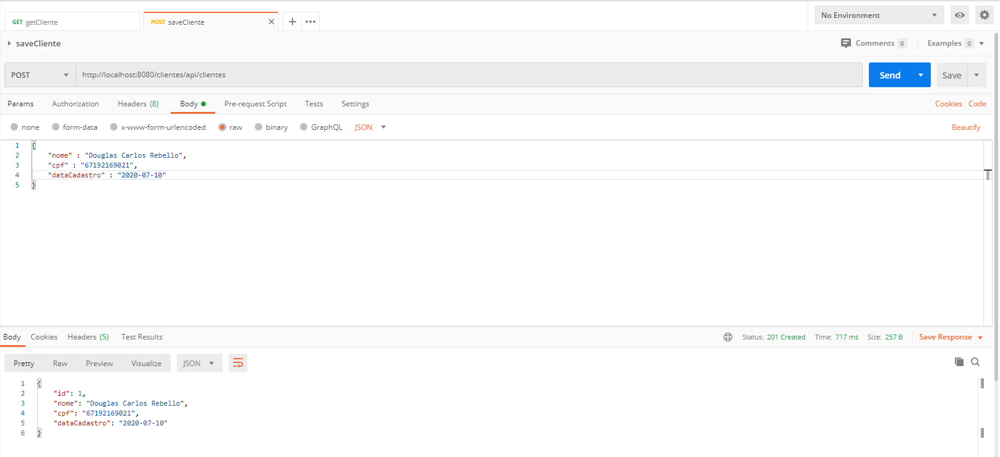 GET getCliente
POST saveCliente
No Environment
saveCliente
Comments 0
Examples 0
POST
http://localhost:8080/clientes/api/clientes
Send
Save
Params Authorization Headers (8) Body Pre-request Script Tests Settings
Cookies Code
none form-data x-www-form-urlencoded raw binary GraphQL JSON
Beautify
1 {
2 "nome" : "Douglas Carlos Rebello",
3 "cpf" : "67192169021",
4 "dataCadastro" : "2020-07-10"
5 }
Body Cookies Headers (5) Test Results
Status: 201 Created Time: 717 ms Size: 257 B
Save Response
Pretty Raw Preview Visualize JSON
1 {
2 "id": 1,
3 "nome": "Douglas Carlos Rebello",
4 "cpf": "67192169021",
5 "dataCadastro": "2020-07-10"
6 }